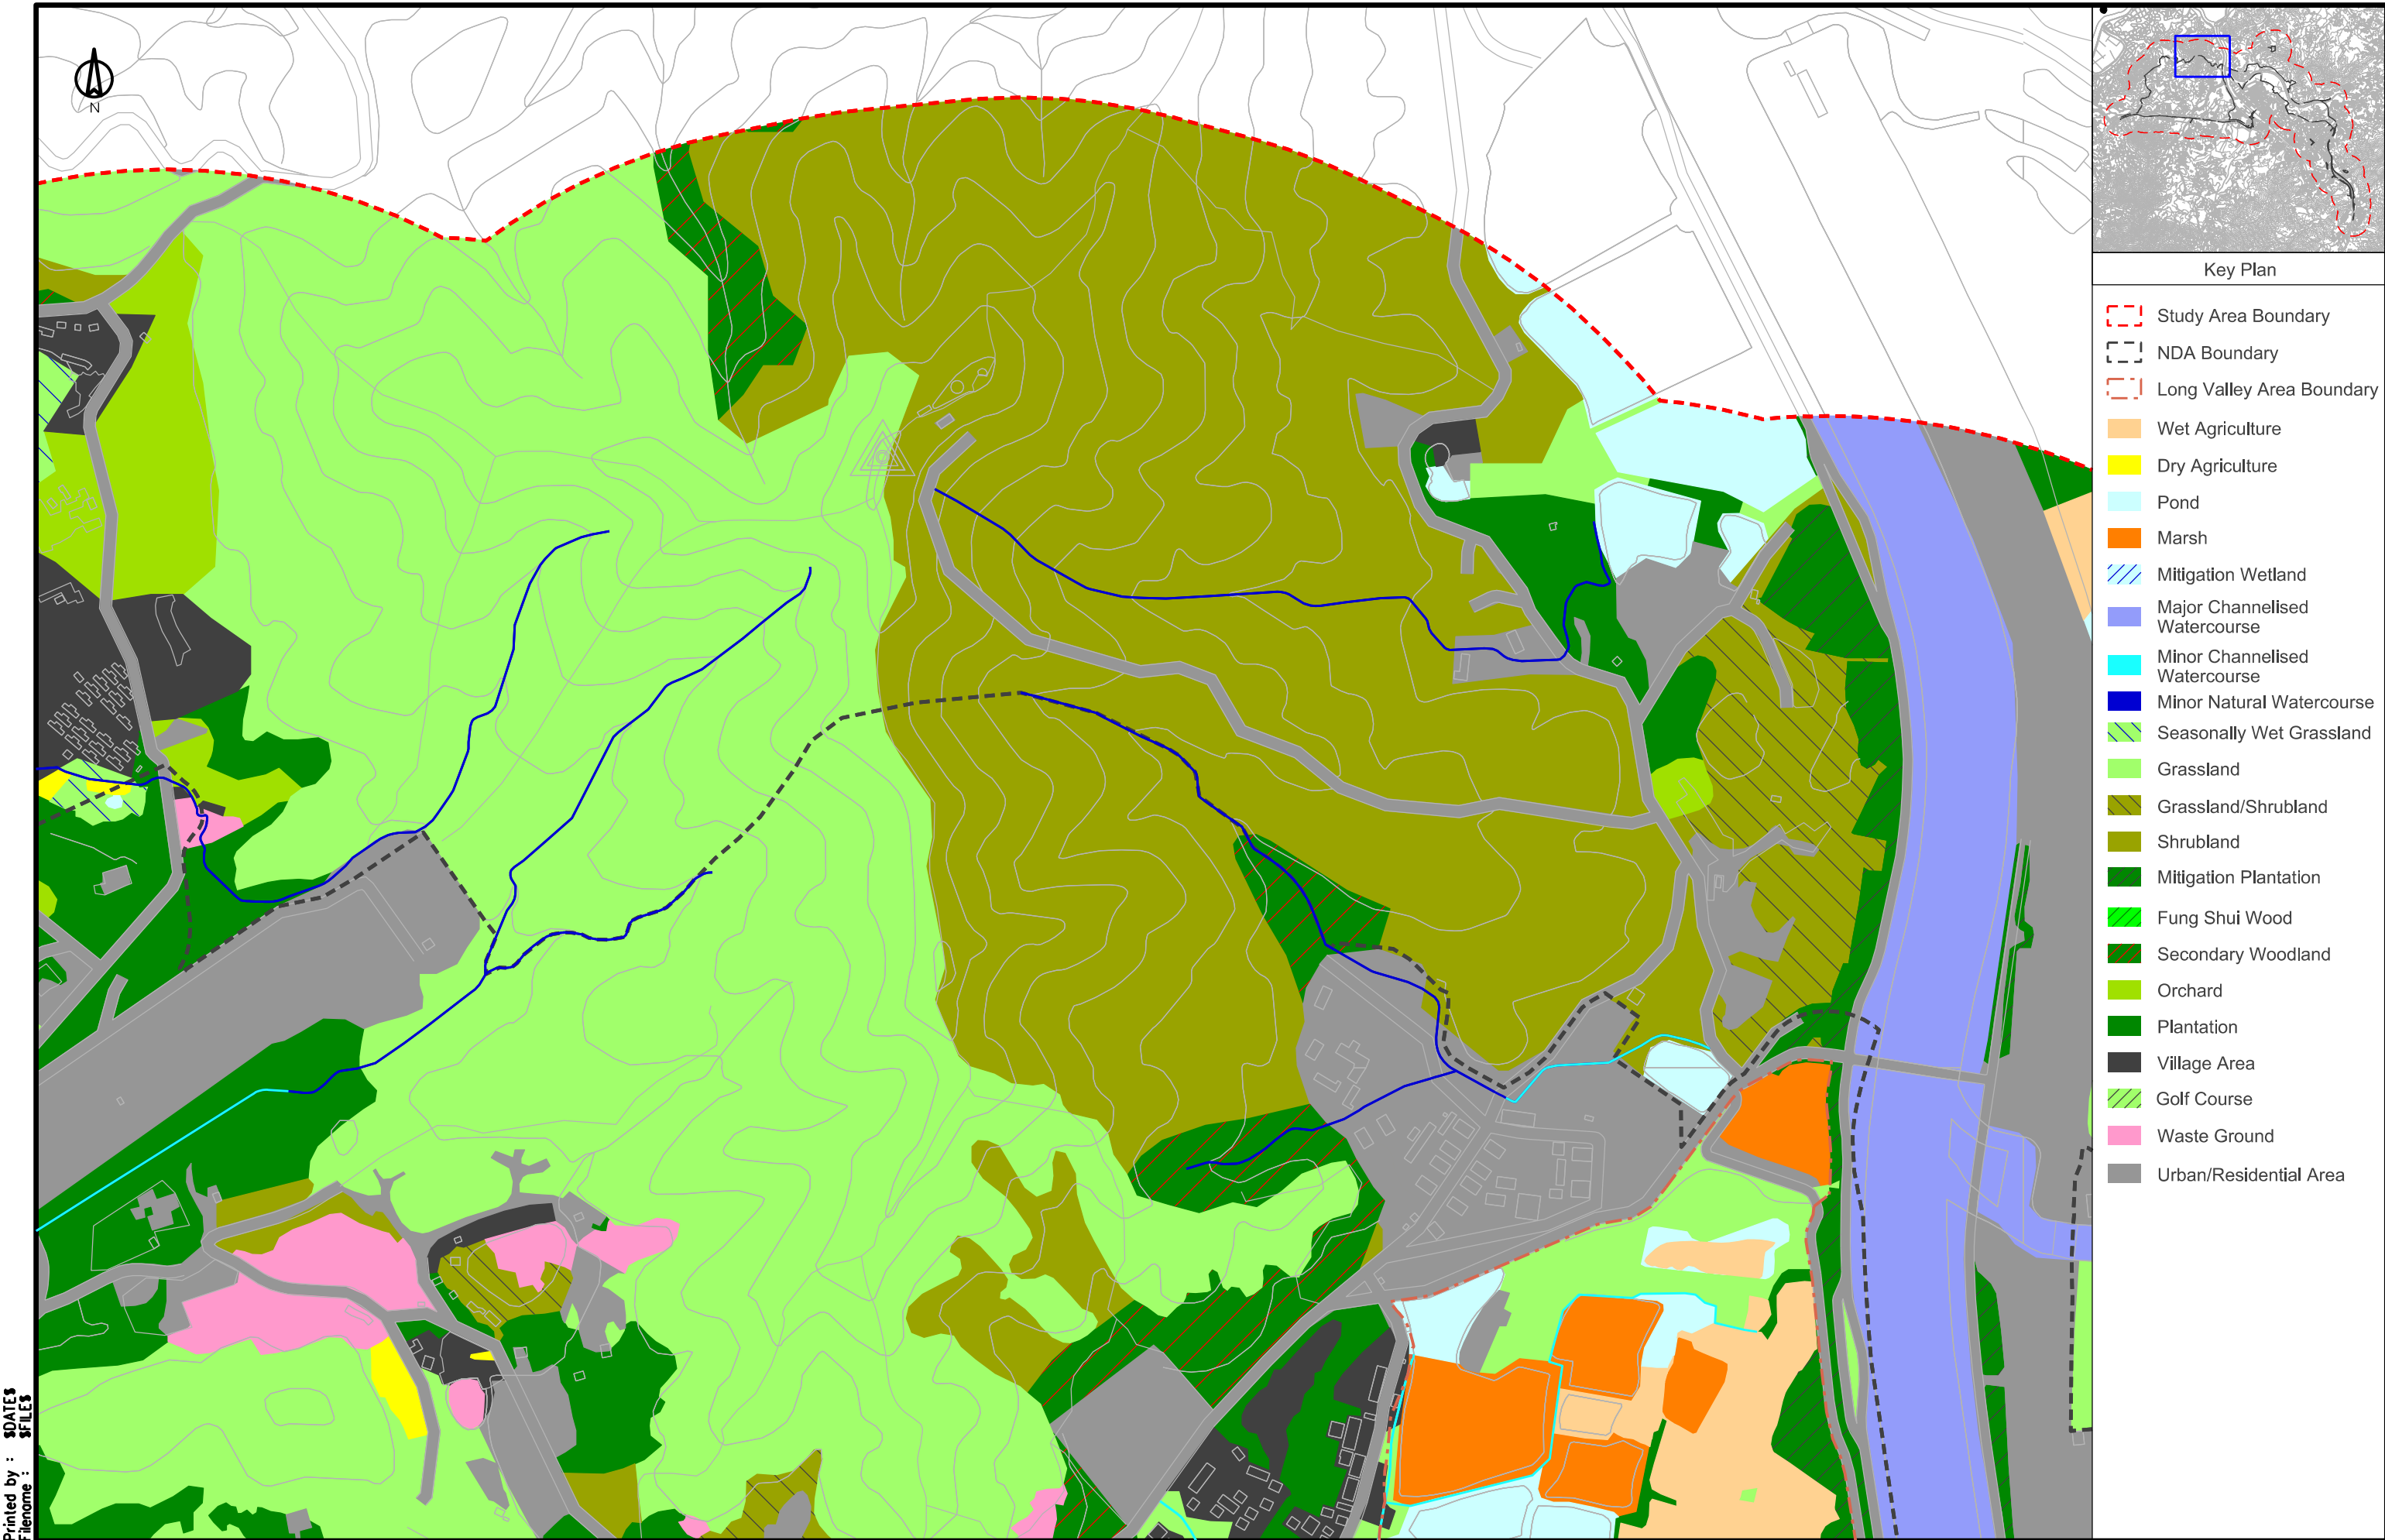 N
Key Plan
Study Area Boundary
NDA Boundary
Long Valley Area Boundary
Wet Agriculture
Dry Agriculture
Pond
Marsh
Mitigation Wetland
Major Channelised
Watercourse
Minor Channelised
Watercourse
Minor Natural Watercourse
Seasonally Wet Grassland
Grassland
Grassland/Shrubland
Shrubland
Mitigation Plantation
Fung Shui Wood
Secondary Woodland
Orchard
Plantation
Village Area
Golf Course
Waste Ground
Urban/Residential Area
Printed by : $DATE$
Filename : $FILE$